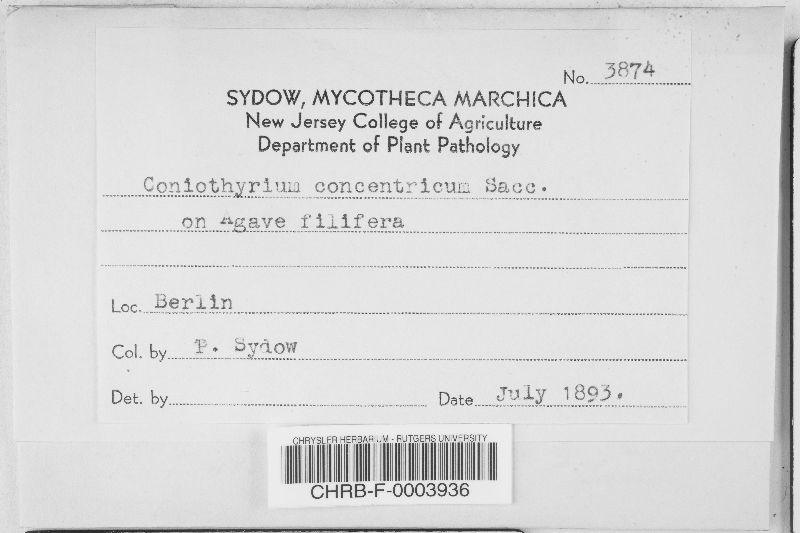 No. 3874
SYDOW, MYCOTHECA MARCHICA
New Jersey College of Agriculture
Department of Plant Pathology
Coniothyrium concentricum Sacc.
on Agave filifera
Loc. Berlin
Col. by P. Sydow
Det. by
Date July 1893.
CHRYSLER HERBARIUM - RUTGERS UNIVERSITY
CHRB-F-0003936